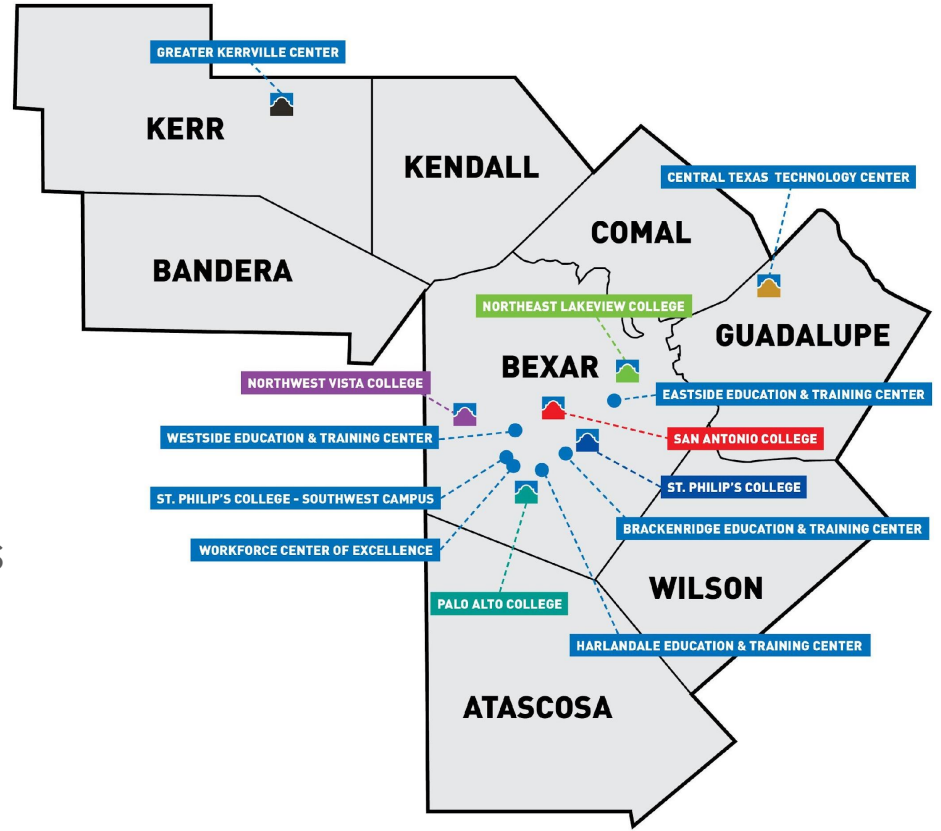 GREATER KERRVILLE CENTER
KERR
KENDALL
CENTRAL TEXAS TECHNOLOGY CENTER
COMAL
BANDERA
NORTHEAST LAKEVIEW COLLEGE
GUADALUPE
BEXAR
NORTHWEST VISTA COLLEGE
EASTSIDE EDUCATION & TRAINING CENTER
WESTSIDE EDUCATION & TRAINING CENTER
SAN ANTONIO COLLEGE
ST. PHILIP'S COLLEGE
ST. PHILIP'S COLLEGE - SOUTHWEST CAMPUS
BRACKENRIDGE EDUCATION & TRAINING CENTER
WORKFORCE CENTER OF EXCELLENCE
S
WILSON
PALO ALTO COLLEGE
HARLANDALE EDUCATION & TRAINING CENTER
ATASCOSA